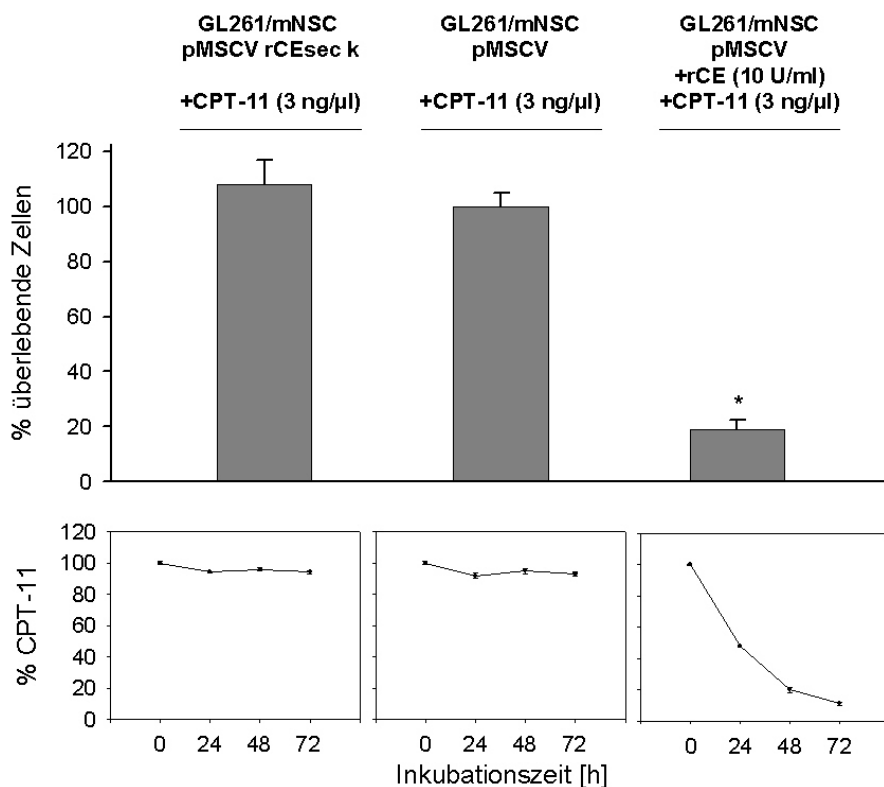 GL261/mNSC
pMSCV rCEsec k
+CPT-11 (3 ng/µl)
GL261/mNSC
pMSCV
+CPT-11 (3 ng/µl)
GL261/mNSC
pMSCV
+rCE (10 U/ml)
+CPT-11 (3 ng/µl)
% überlebende Zellen
120
100
80
60
40
20
0
*
% CPT-11
120
100
80
60
40
20
0
0 24 48 72
0 24 48 72
0 24 48 72
Inkubationszeit [h]